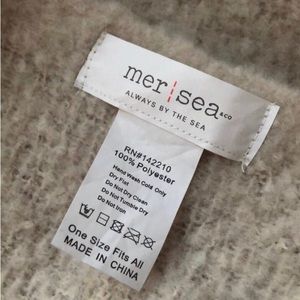 mer sea &co
ALWAYS BY THE SEA
RN#142210
100% Polyester
Hand Wash Cold Only
Dry Flat
Do Not Dry Clean
Do Not Tumble Dry
Do Not Iron
One Size Fits All
MADE IN CHINA